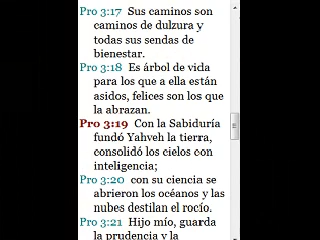 Pro 3:17 Sus caminos son
caminos de dulzura y
todas sus sendas de
bienestar.
Pro 3:18 Es árbol de vida
para los que a ella están
asidos, felices son los que
la abrazan.
Pro 3:19 Con la Sabiduría
fundó Yahveh la tierra,
consolidó los cielos con
inteligencia;
Pro 3:20 con su ciencia se
abrieron los océanos y las
nubes destilan el rocío.
Pro 3:21 Hijo mío, guarda
la prudencia y la